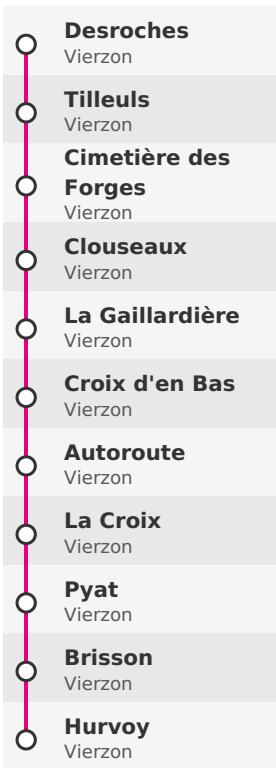 Desroches
Vierzon
Tilleuls
Vierzon
Cimetière des
Forges
Vierzon
Clouseaux
Vierzon
La Gaillardière
Vierzon
Croix d'en Bas
Vierzon
Autoroute
Vierzon
La Croix
Vierzon
Pyat
Vierzon
Brisson
Vierzon
Hurvoy
Vierzon